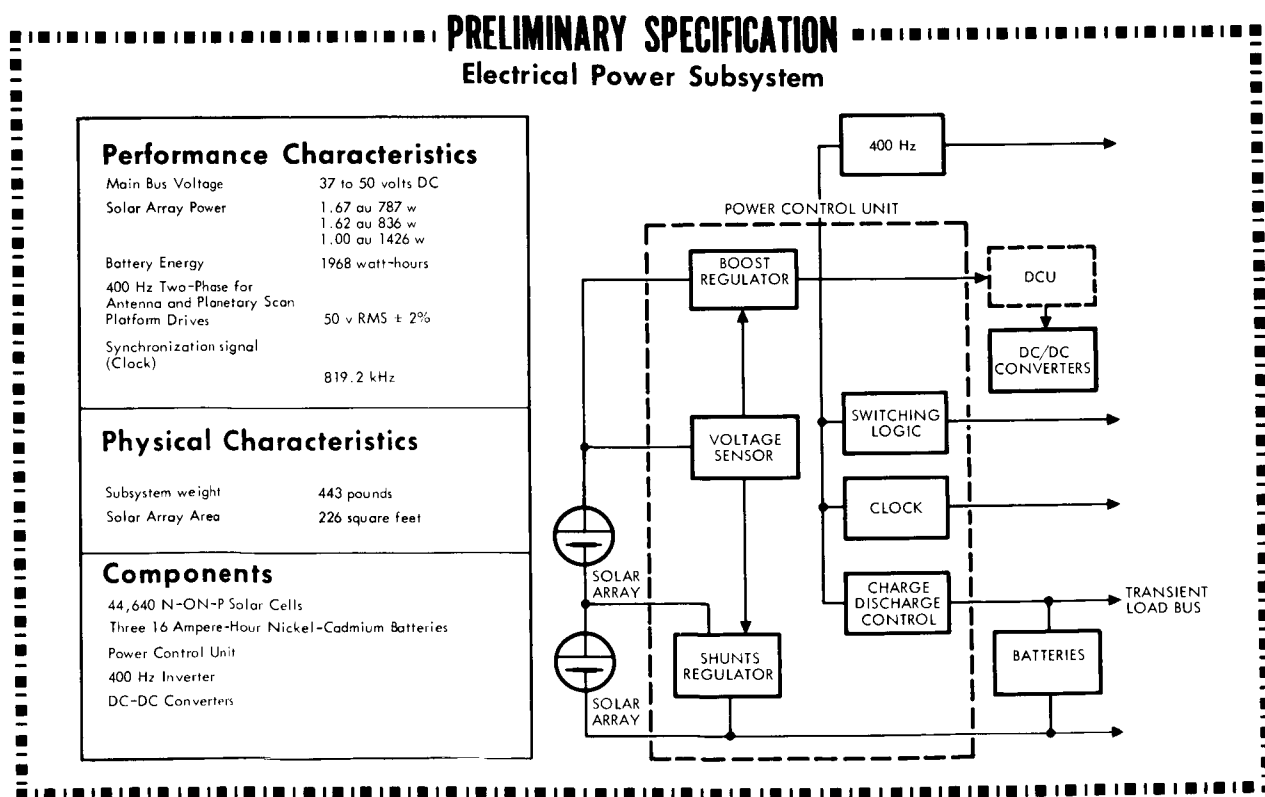 PRELIMINARY SPECIFICATION
Electrical Power Subsystem
Performance Characteristics
Main Bus Voltage 37 to 50 volts DC
Solar Array Power 1.67 au 787 w
1.62 au 836 w
1.00 au 1426 w
Battery Energy 1968 watt-hours
400 Hz Two-Phase for
Antenna and Planetary Scan
Platform Drives 50 v RMS ± 2%
Synchronization signal
(Clock)
819.2 kHz
Physical Characteristics
Subsystem weight 443 pounds
Solar Array Area 226 square feet
Components
44,640 N-ON-P Solar Cells
Three 16 Ampere-Hour Nickel-Cadmium Batteries
Power Control Unit
400 Hz Inverter
DC-DC Converters
400 Hz
POWER CONTROL UNIT
BOOST
REGULATOR
DCU
DC/DC
CONVERTERS
SWITCHING
LOGIC
VOLTAGE
SENSOR
CLOCK
SOLAR
ARRAY
CHARGE
DISCHARGE
CONTROL
TRANSIENT
LOAD BUS
SHUNTS
REGULATOR
BATTERIES
SOLAR
ARRAY